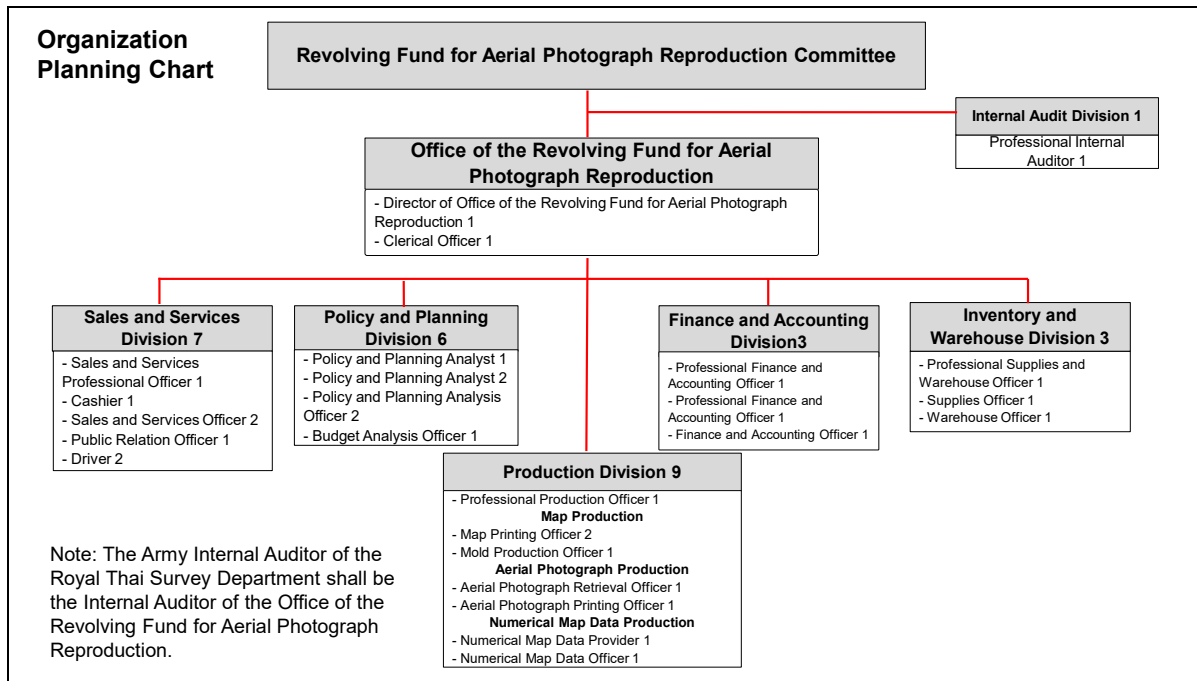 Organization
Planning Chart
Revolving Fund for Aerial Photograph Reproduction Committee
Internal Audit Division 1
Professional Internal
Auditor 1
Office of the Revolving Fund for Aerial
Photograph Reproduction
- Director of Office of the Revolving Fund for Aerial Photograph
Reproduction 1
- Clerical Officer 1
Sales and Services
Division 7
- Sales and Services
Professional Officer 1
- Cashier 1
- Sales and Services Officer 2
- Public Relation Officer 1
- Driver 2
Policy and Planning
Division 6
- Policy and Planning Analyst 1
- Policy and Planning Analyst 2
- Policy and Planning Analysis
Officer 2
- Budget Analysis Officer 1
Finance and Accounting
Division3
- Professional Finance and
Accounting Officer 1
- Professional Finance and
Accounting Officer 1
- Finance and Accounting Officer 1
Inventory and
Warehouse Division 3
- Professional Supplies and
Warehouse Officer 1
- Supplies Officer 1
- Warehouse Officer 1
Production Division 9
- Professional Production Officer 1
Map Production
- Map Printing Officer 2
- Mold Production Officer 1
Aerial Photograph Production
- Aerial Photograph Retrieval Officer 1
- Aerial Photograph Printing Officer 1
Numerical Map Data Production
- Numerical Map Data Provider 1
- Numerical Map Data Officer 1
Note: The Army Internal Auditor of the
Royal Thai Survey Department shall be
the Internal Auditor of the Office of the
Revolving Fund for Aerial Photograph
Reproduction.